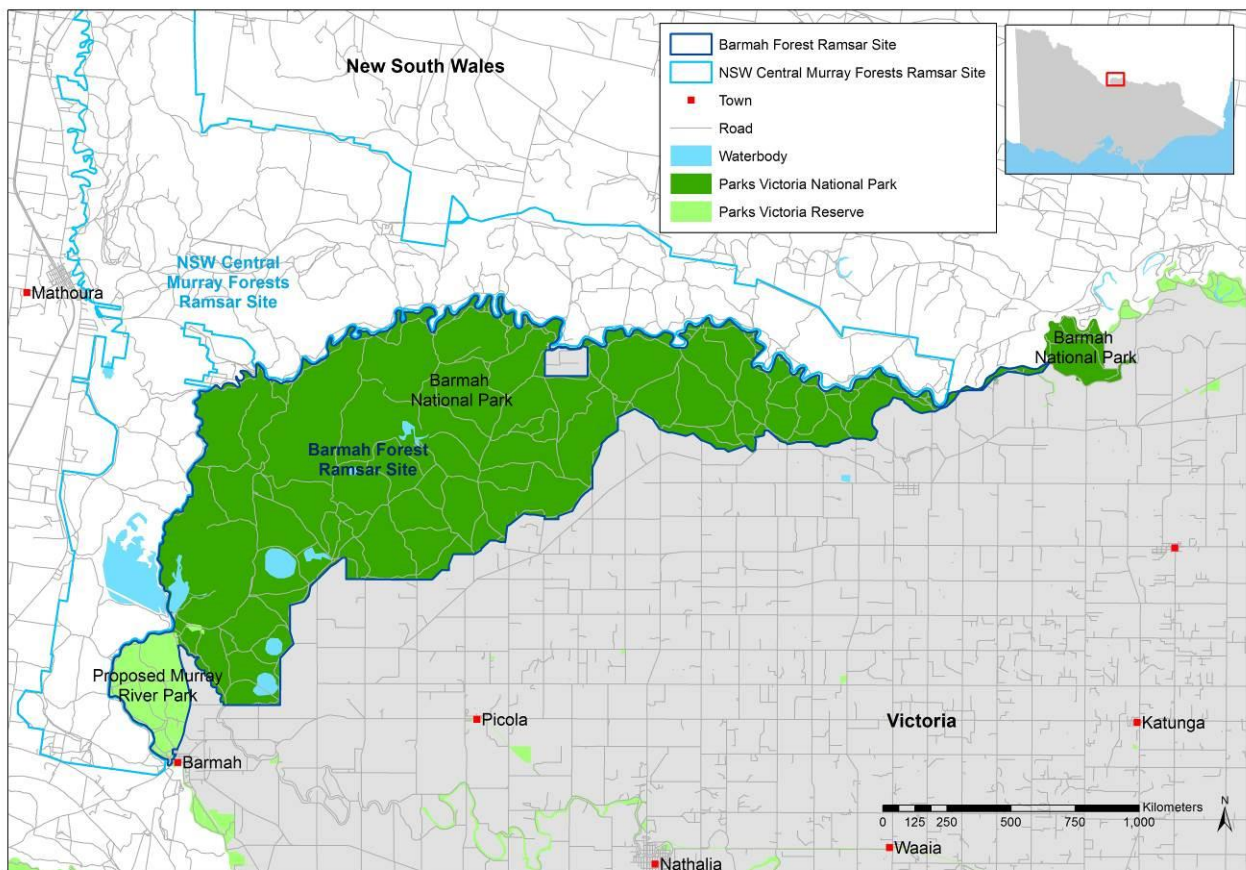 New South Wales
Barmah Forest Ramsar Site
NSW Central Murray Forests Ramsar Site
Town
Road
Waterbody
Parks Victoria National Park
Parks Victoria Reserve
NSW Central
Murray Forests
Ramsar Site
Mathoura
Barmah
National Park
Barmah
National Park
Barmah Forest
Ramsar Site
Proposed Murray
River Park
Barmah
Picola
Victoria
Katunga
Kilometers
0 125 250 500 750 1,000
N
Waaia
Nathalia